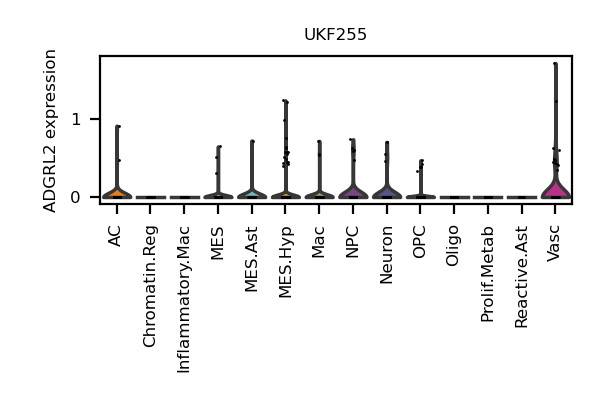 UKF255
ADGRL2 expression
1
0
AC
Chromatin.Reg
Inflammatory.Mac
MES
MES.Ast
MES.Hyp
Mac
NPC
Neuron
OPC
Oligo
Prolif.Metab
Reactive.Ast
Vasc